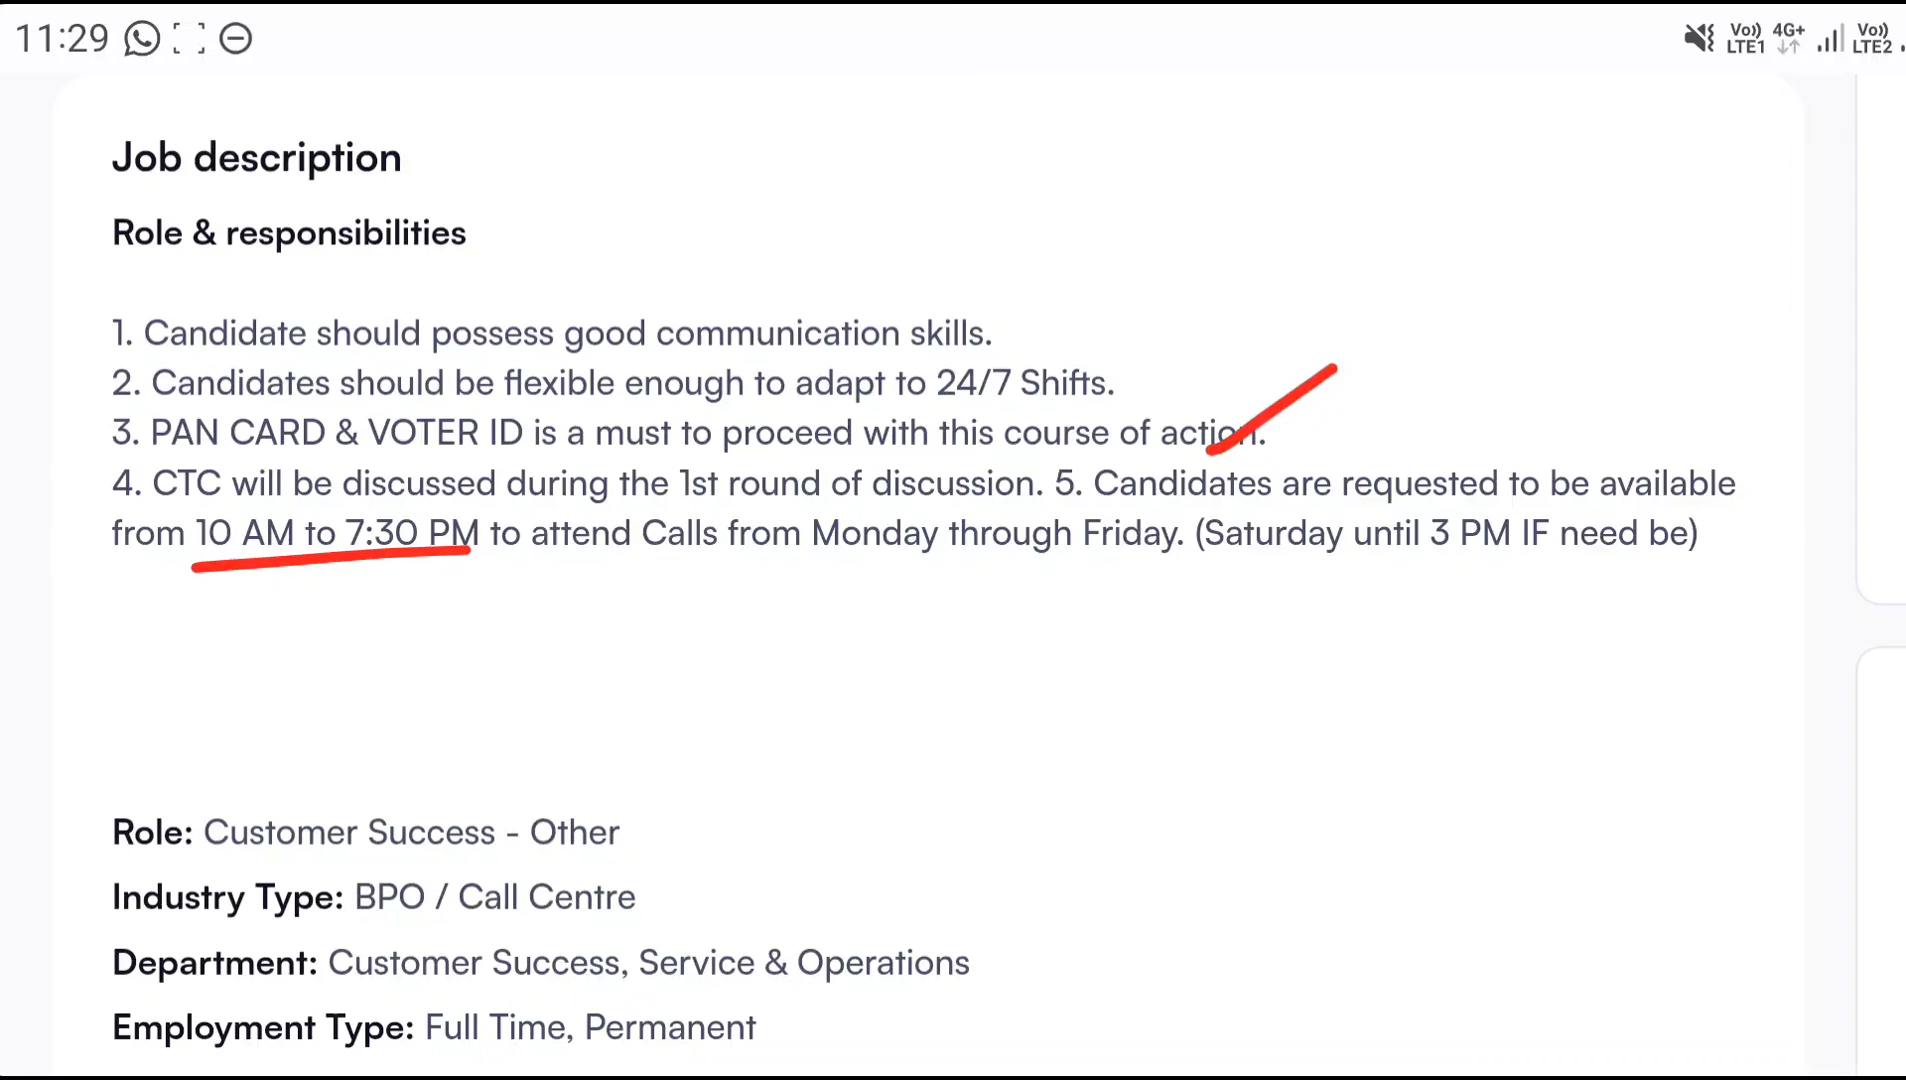 11:29
Vo)) LTE1 4G+ Vo)) LTE2
Job description
Role & responsibilities
1. Candidate should possess good communication skills.
2. Candidates should be flexible enough to adapt to 24/7 Shifts.
3. PAN CARD & VOTER ID is a must to proceed with this course of action.
4. CTC will be discussed during the 1st round of discussion. 5. Candidates are requested to be available
from 10 AM to 7:30 PM to attend Calls from Monday through Friday. (Saturday until 3 PM IF need be)
Role: Customer Success - Other
Industry Type: BPO / Call Centre
Department: Customer Success, Service & Operations
Employment Type: Full Time, Permanent